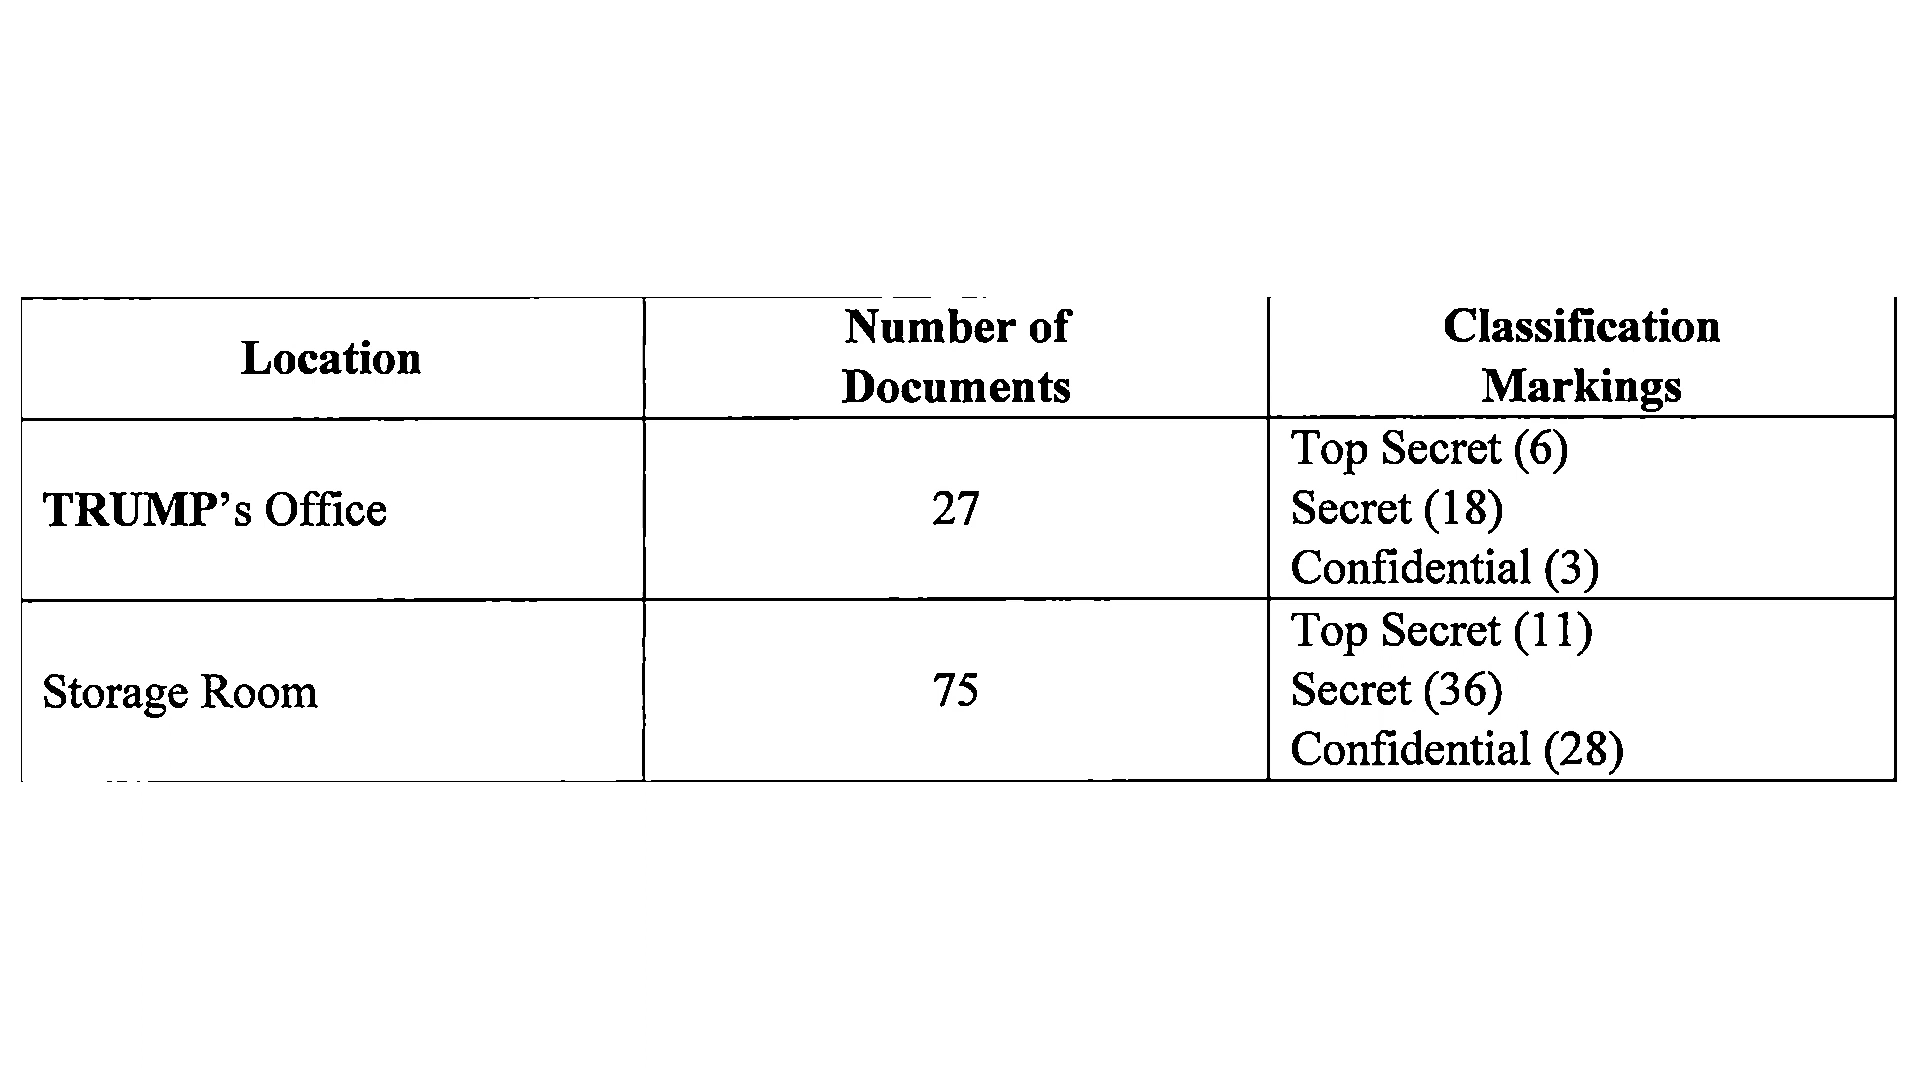 Location
Number of
Documents
Classification
Markings
TRUMP's Office
27
Top Secret (6)
Secret (18)
Confidential (3)
Storage Room
75
Top Secret (11)
Secret (36)
Confidential (28)